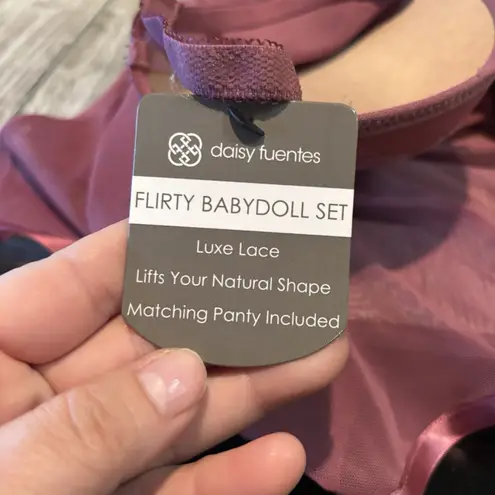 daisy fuentes
FLIRTY BABYDOLL SET
Luxe Lace
Lifts Your Natural Shape
Matching Panty Included